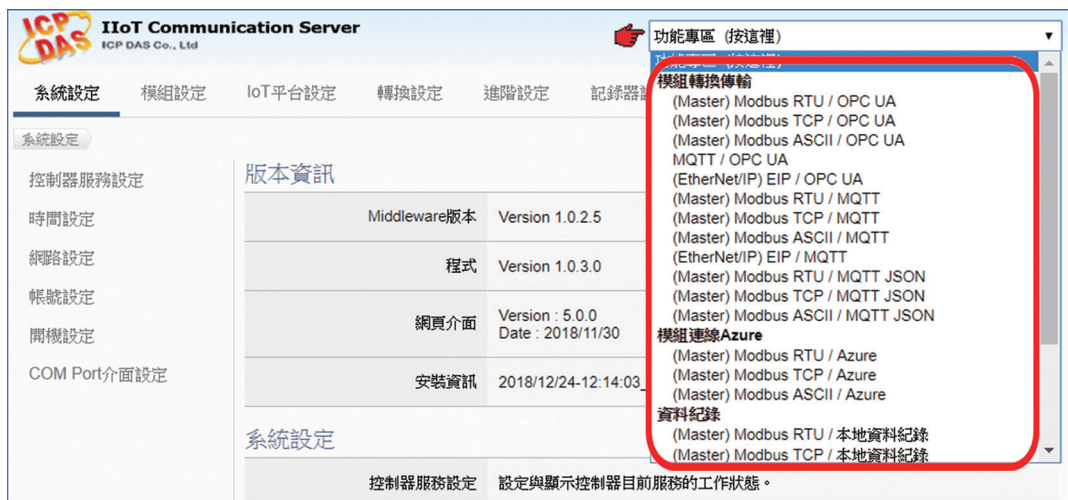 ICP DAS
IIoT Communication Server
ICP DAS Co., Ltd
功能專區 (按這裡)
功能專區 (按這裡)
系統設定 模組設定 IoT平台設定 轉換設定 進階設定 記錄器
系統設定
控制器服務設定
時間設定
網路設定
帳號設定
開機設定
COM Port介面設定
版本資訊
Middleware版本 Version 1.0.2.5
程式 Version 1.0.3.0
網頁介面 Version : 5.0.0
Date : 2018/11/30
安裝資訊 2018/12/24-12:14:03_
系統設定
控制器服務設定 設定與顯示控制器目前服務的工作狀態。
模組轉換傳輸
(Master) Modbus RTU / OPC UA
(Master) Modbus TCP / OPC UA
(Master) Modbus ASCII / OPC UA
MQTT / OPC UA
(EtherNet/IP) EIP / OPC UA
(Master) Modbus RTU / MQTT
(Master) Modbus TCP / MQTT
(Master) Modbus ASCII / MQTT
(EtherNet/IP) EIP / MQTT
(Master) Modbus RTU / MQTT JSON
(Master) Modbus TCP / MQTT JSON
(Master) Modbus ASCII / MQTT JSON
模組連線Azure
(Master) Modbus RTU / Azure
(Master) Modbus TCP / Azure
(Master) Modbus ASCII / Azure
資料紀錄
(Master) Modbus RTU / 本地資料紀錄
(Master) Modbus TCP / 本地資料紀錄